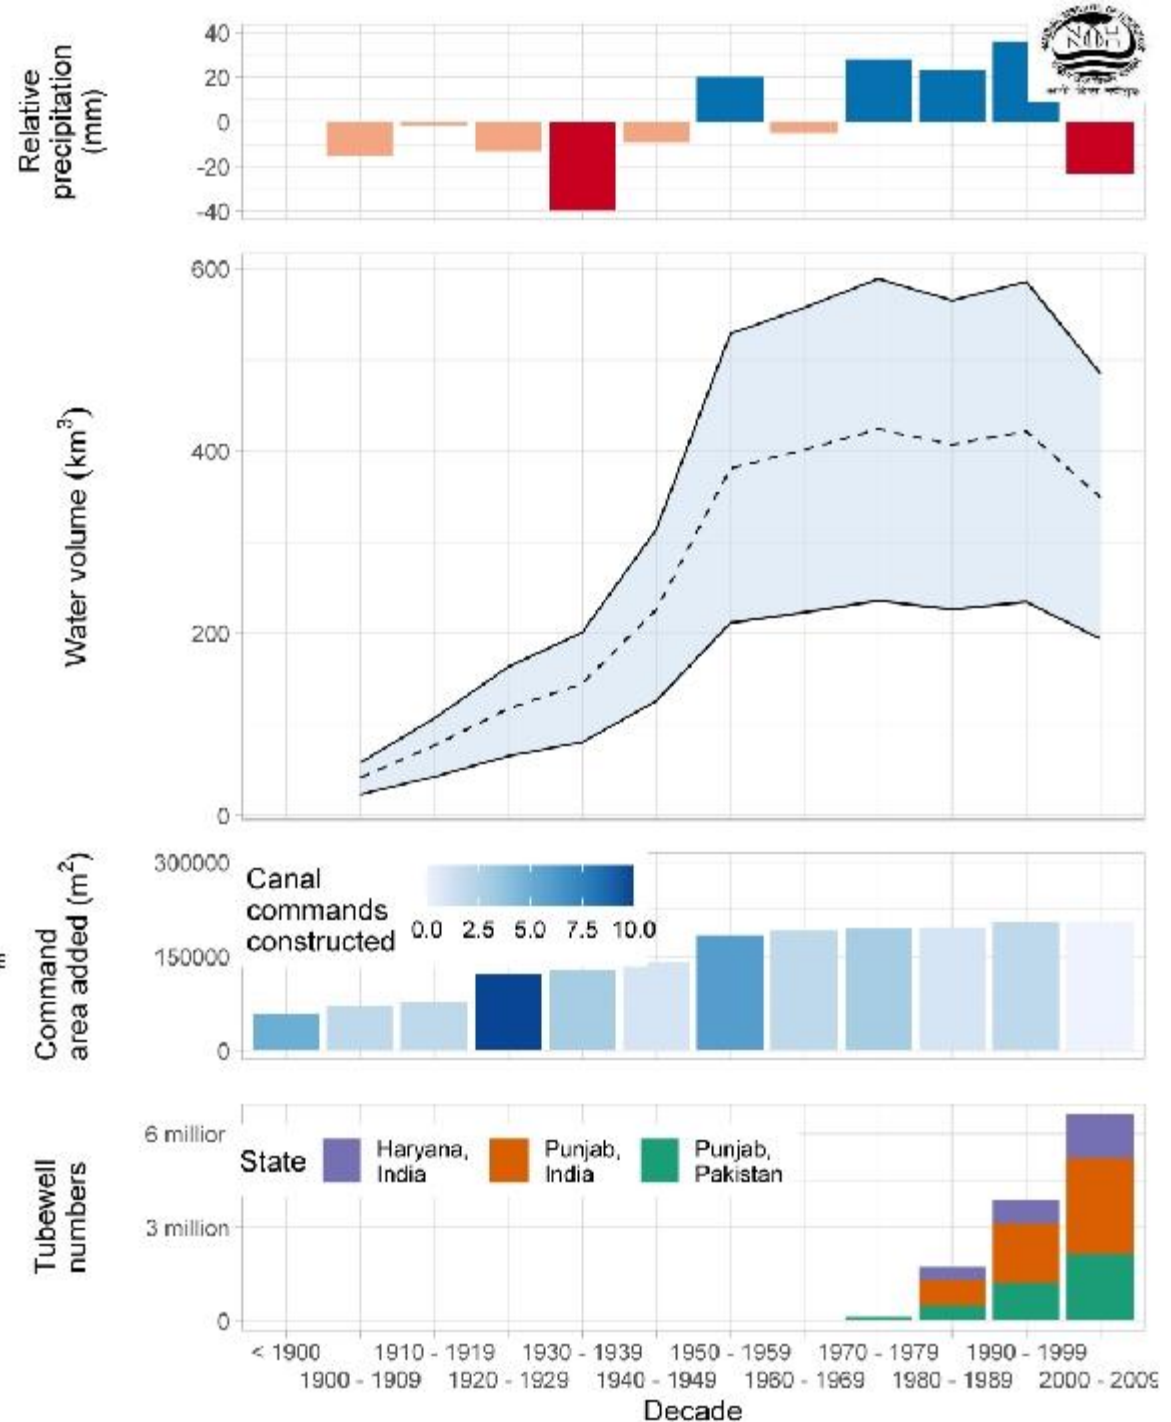 Relative
precipitation
(mm)
40
20
0
-20
-40
Water volume (km³)
600
400
200
0
Command
area added (m²)
300000
150000
0
Canal
commands
constructed
0.0 2.5 5.0 7.5 10.0
Tubewell
numbers
6 millior
3 million
0
State
Haryana,
India
Punjab,
India
Punjab,
Pakistan
< 1900 1910 - 1919 1930 - 1939 1950 - 1959 1970 - 1979 1990 - 1999
1900 - 1909 1920 - 1929 1940 - 1949 1960 - 1969 1980 - 1989 2000 - 2009
Decade